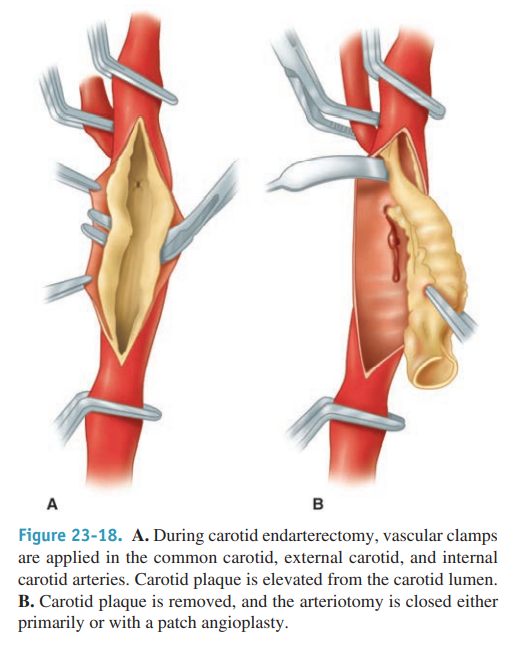 A
B
Figure 23-18. A. During carotid endarterectomy, vascular clamps
are applied in the common carotid, external carotid, and internal
carotid arteries. Carotid plaque is elevated from the carotid lumen.
B. Carotid plaque is removed, and the arteriotomy is closed either
primarily or with a patch angioplasty.